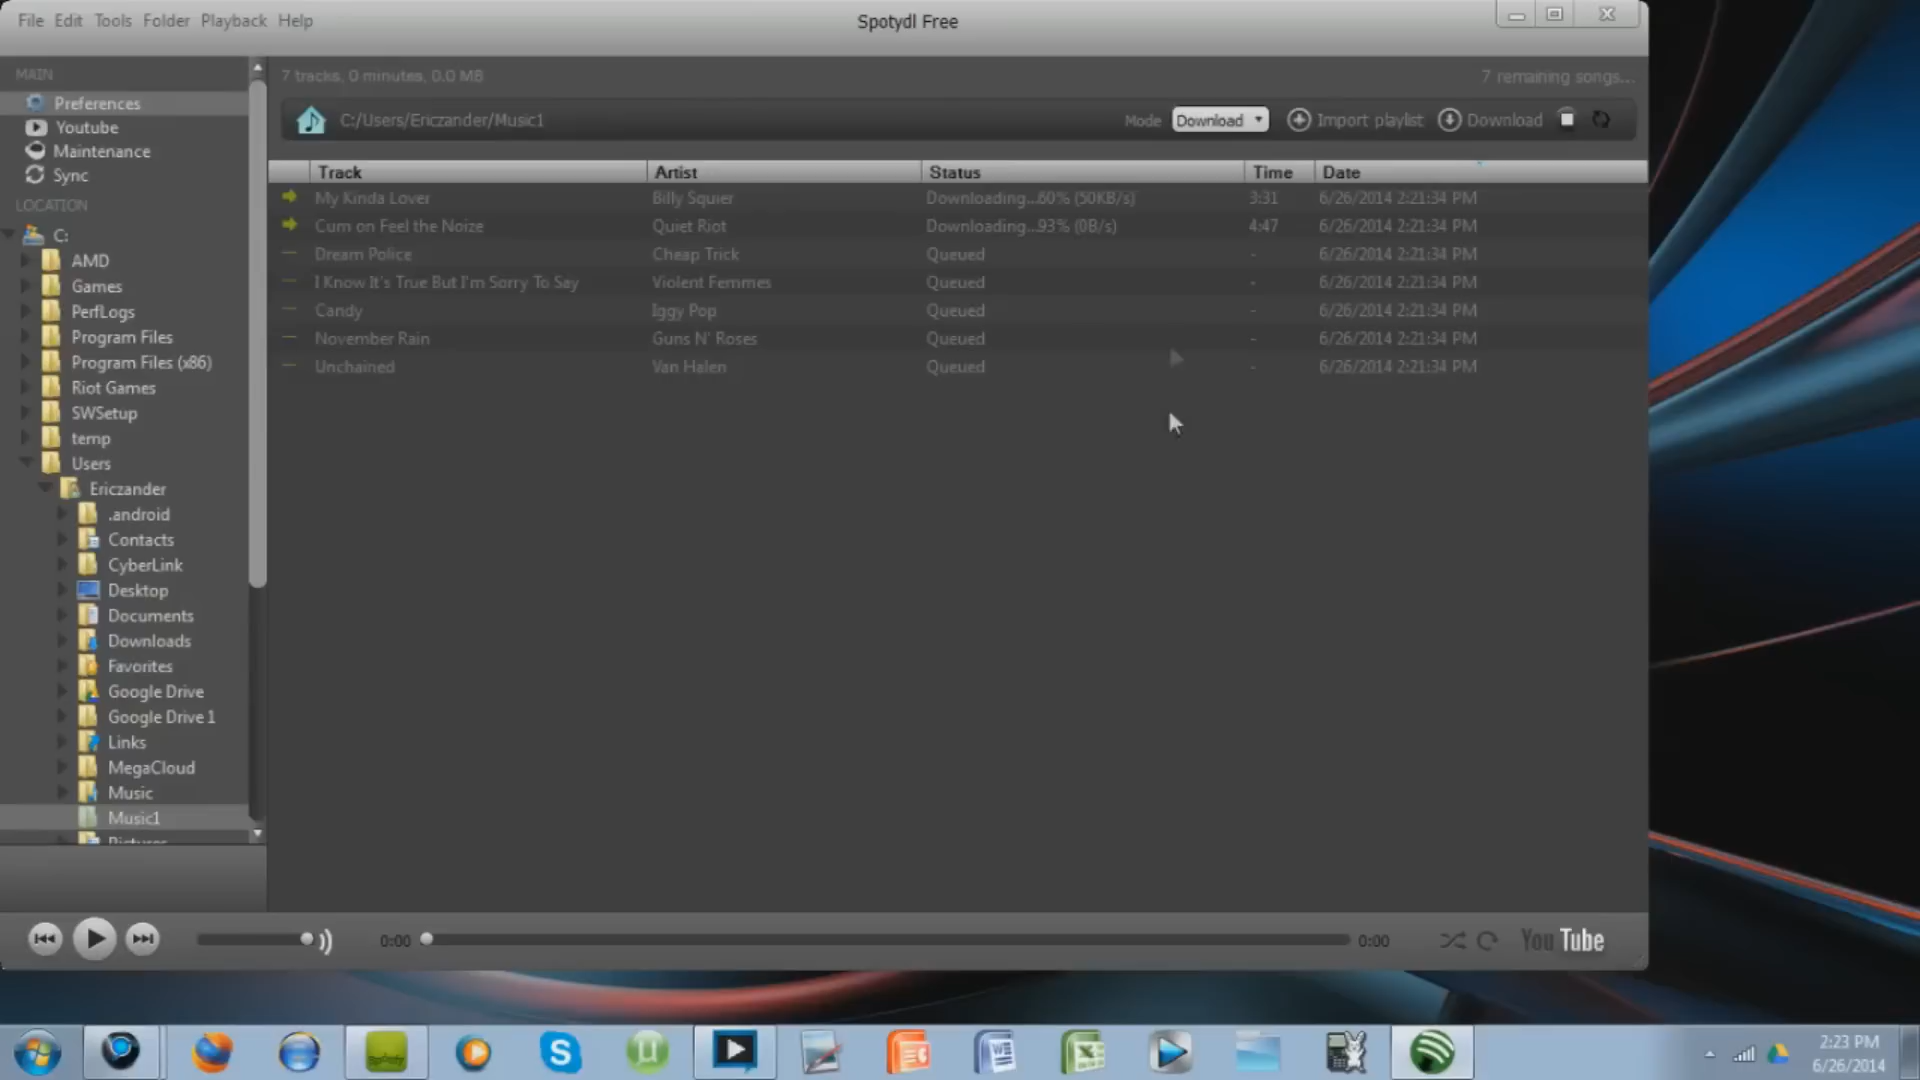 File Edit Tools Folder Playback Help
Spotydl Free
MAIN
Preferences
Youtube
Maintenance
Sync
LOCATION
C:
AMD
Games
PerfLogs
Program Files
Program Files (x86)
Riot Games
SWSetup
temp
Users
Ericzander
.android
Contacts
CyberLink
Desktop
Documents
Downloads
Favorites
Google Drive
Google Drive 1
Links
MegaCloud
Music
Music1
Pictures
7 tracks, 0 minutes, 0.0 MB
7 remaining songs...
C:/Users/Ericzander/Music1
Mode Download Import playlist Download
Track Artist Status Time Date
My Kinda Lover Billy Squier Downloading...60% (50KB/s) 3:31 6/26/2014 2:21:34 PM
Cum on Feel the Noize Quiet Riot Downloading...93% (0B/s) 4:47 6/26/2014 2:21:34 PM
Dream Police Cheap Trick Queued - 6/26/2014 2:21:34 PM
I Know It's True But I'm Sorry To Say Violent Femmes Queued - 6/26/2014 2:21:34 PM
Candy Iggy Pop Queued - 6/26/2014 2:21:34 PM
November Rain Guns N' Roses Queued - 6/26/2014 2:21:34 PM
Unchained Van Halen Queued - 6/26/2014 2:21:34 PM
0:00
0:00
YouTube
2:23 PM
6/26/2014